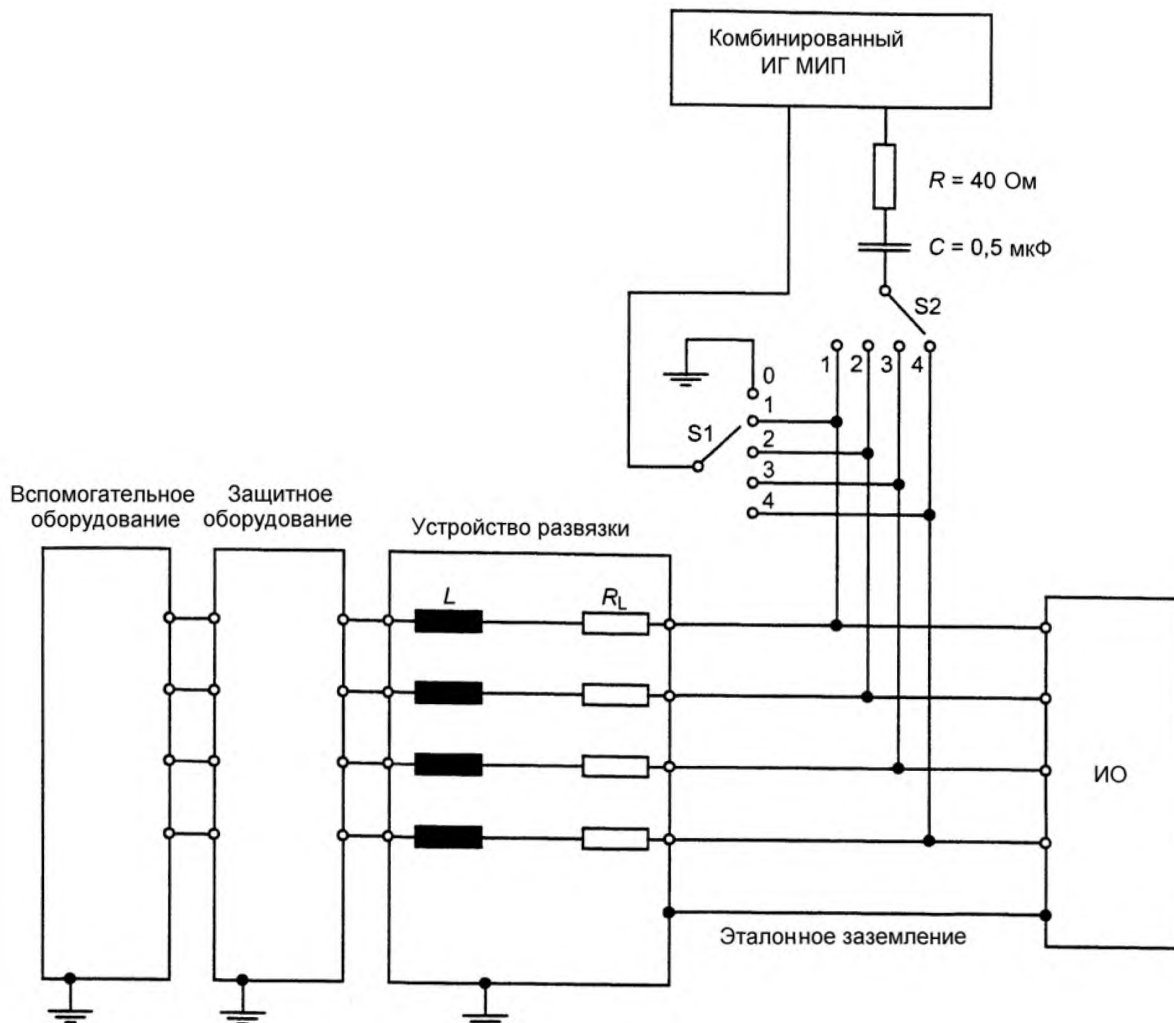 Комбинированный
ИГ МИП
R = 40 Ом
C = 0,5 мкФ
S2
1 2 3 4
0
1
S1
2
3
4
Вспомогательное
оборудование
Защитное
оборудование
Устройство развязки
L
RL
ИО
Эталонное заземление